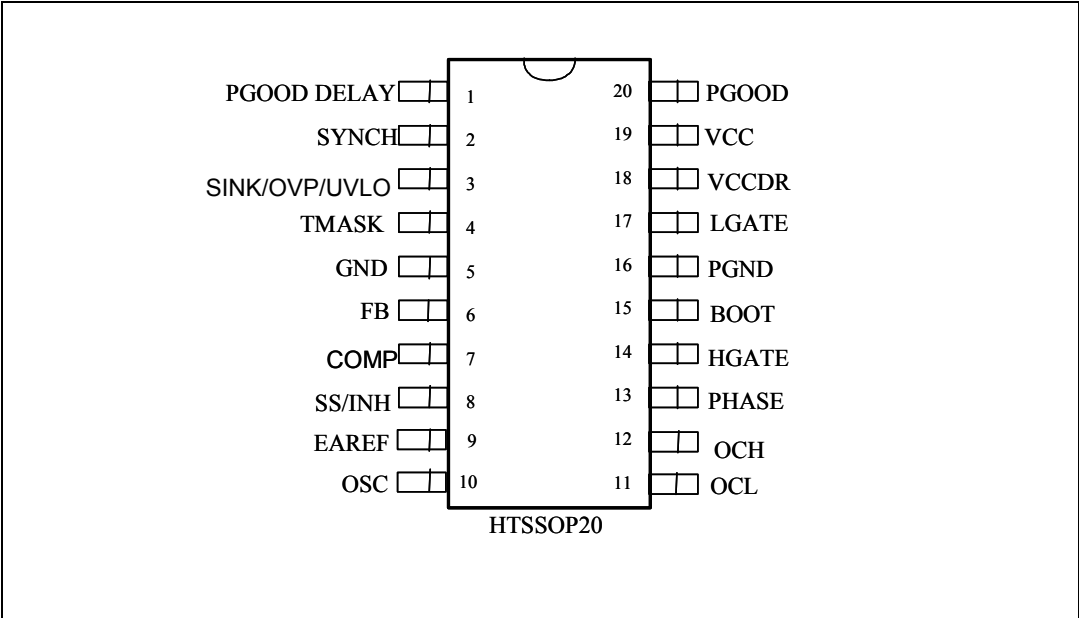 PGOOD DELAY 1 20 PGOOD
SYNCH 2 19 VCC
SINK/OVP/UVLO 3 18 VCCDR
TMASK 4 17 LGATE
GND 5 16 PGND
FB 6 15 BOOT
COMP 7 14 HGATE
SS/INH 8 13 PHASE
EAREF 9 12 OCH
OSC 10 11 OCL
HTSSOP20